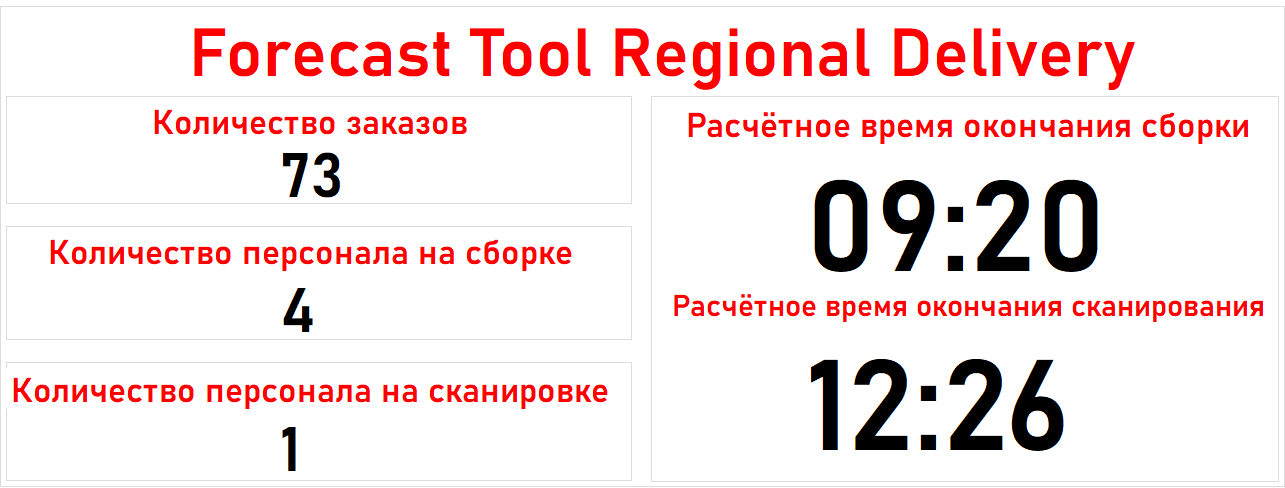 Forecast Tool Regional Delivery
Количество заказов
73
Количество персонала на сборке
4
Количество персонала на сканировке
1
Расчётное время окончания сборки
09:20
Расчётное время окончания сканирования
12:26